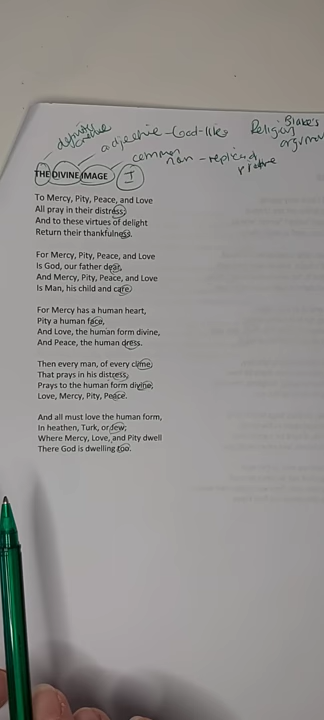 definite
article
adjective - God-like
Religion
Blake's
argument
common
noun - replicad
THE DIVINE IMAGE
I
To Mercy, Pity, Peace, and Love
All pray in their distress;
And to these virtues of delight
Return their thankfulness.
For Mercy, Pity, Peace, and Love
Is God, our father dear,
And Mercy, Pity, Peace, and Love
Is Man, his child and care.
For Mercy has a human heart,
Pity a human face,
And Love, the human form divine,
And Peace, the human dress.
Then every man, of every clime,
That prays in his distress,
Prays to the human form divine,
Love, Mercy, Pity, Peace.
And all must love the human form,
In heathen, Turk, or Jew;
Where Mercy, Love, and Pity dwell
There God is dwelling too.